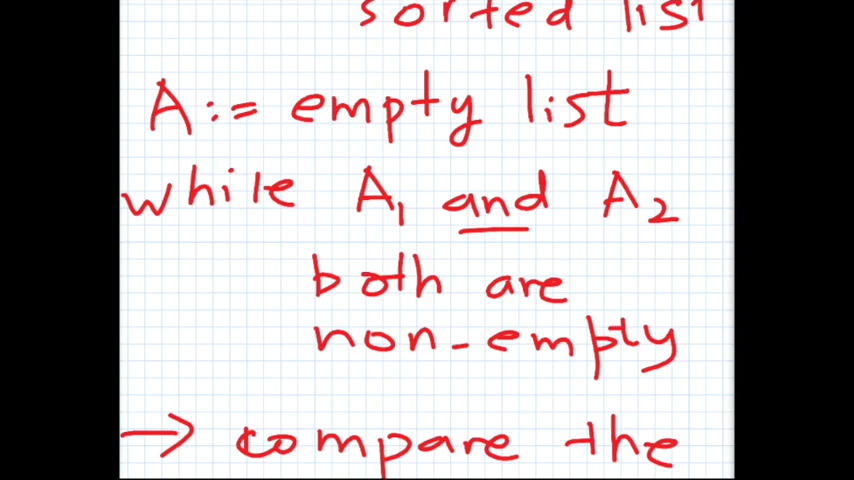 sorted list
A := empty list
while A₁ and A₂
both are
non-empty
→ compare the